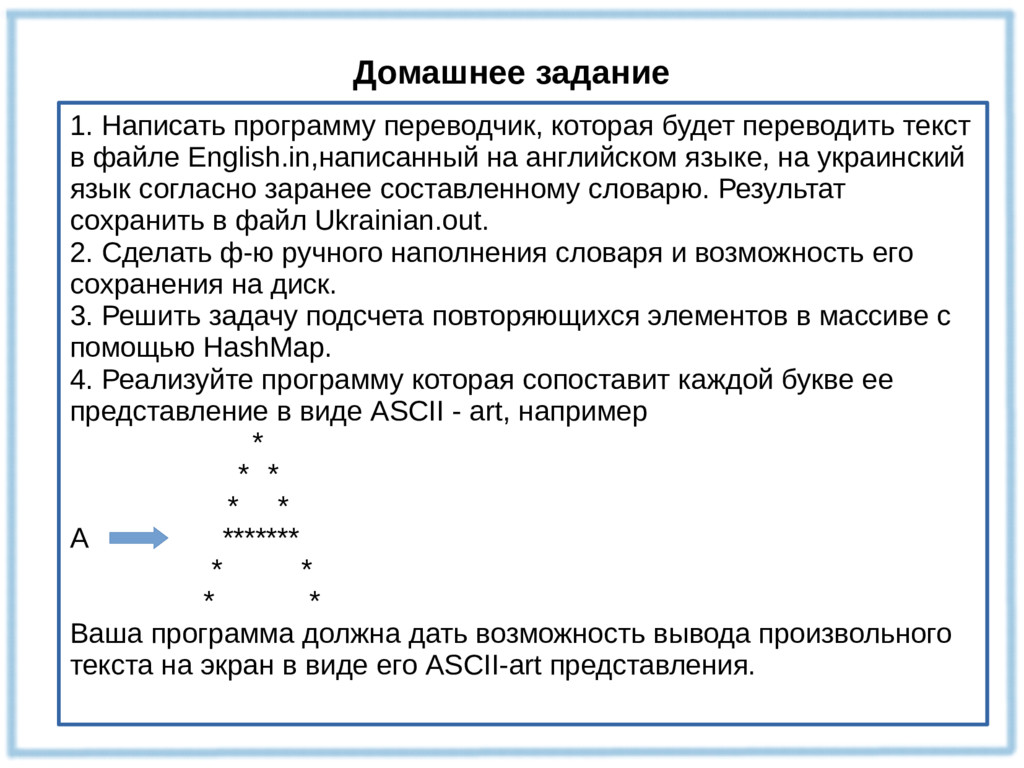 Домашнее задание
1. Написать программу переводчик, которая будет переводить текст
в файле English.in,написанный на английском языке, на украинский
язык согласно заранее составленному словарю. Результат
сохранить в файл Ukrainian.out.
2. Сделать ф-ю ручного наполнения словаря и возможность его
сохранения на диск.
3. Решить задачу подсчета повторяющихся элементов в массиве с
помощью HashMap.
4. Реализуйте программу которая сопоставит каждой букве ее
представление в виде ASCII - art, например
*
* *
* *
A *******
* *
* *
Ваша программа должна дать возможность вывода произвольного
текста на экран в виде его ASCII-art представления.